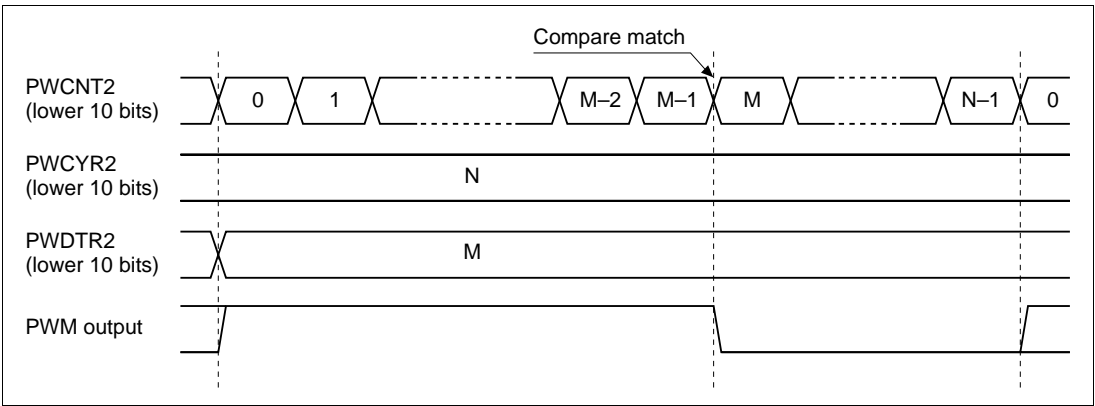 Compare match
PWCNT2
(lower 10 bits)
0 1 M–2 M–1 M N–1 0
PWCYR2
(lower 10 bits)
N
PWDTR2
(lower 10 bits)
M
PWM output